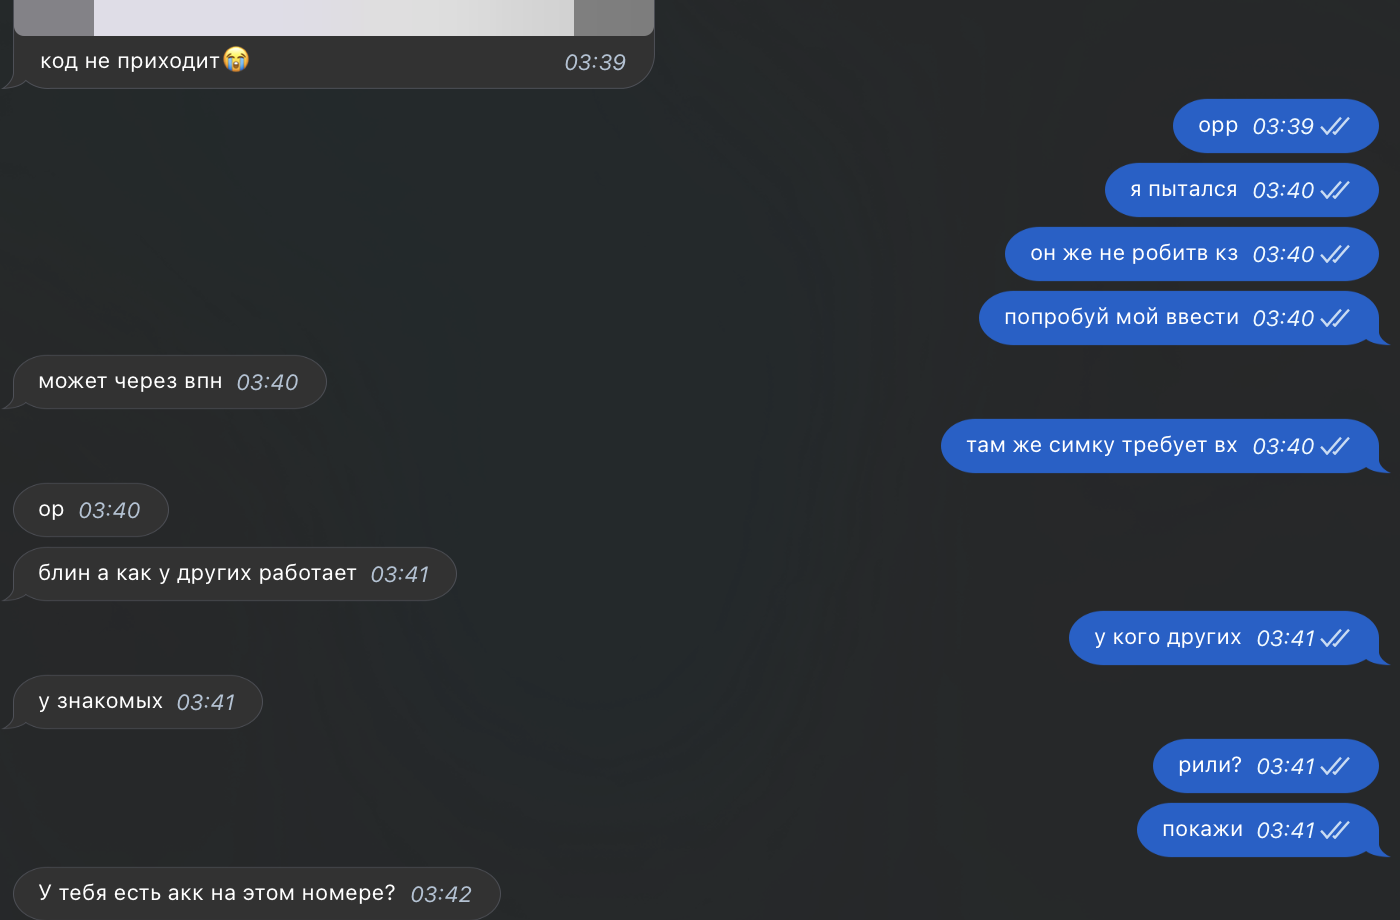 код не приходит😭 03:39
орр 03:39
я пытался 03:40
он же не робитв кз 03:40
попробуй мой ввести 03:40
может через впн 03:40
там же симку требует вх 03:40
ор 03:40
блин а как у других работает 03:41
у кого других 03:41
у знакомых 03:41
рили? 03:41
покажи 03:41
У тебя есть акк на этом номере? 03:42